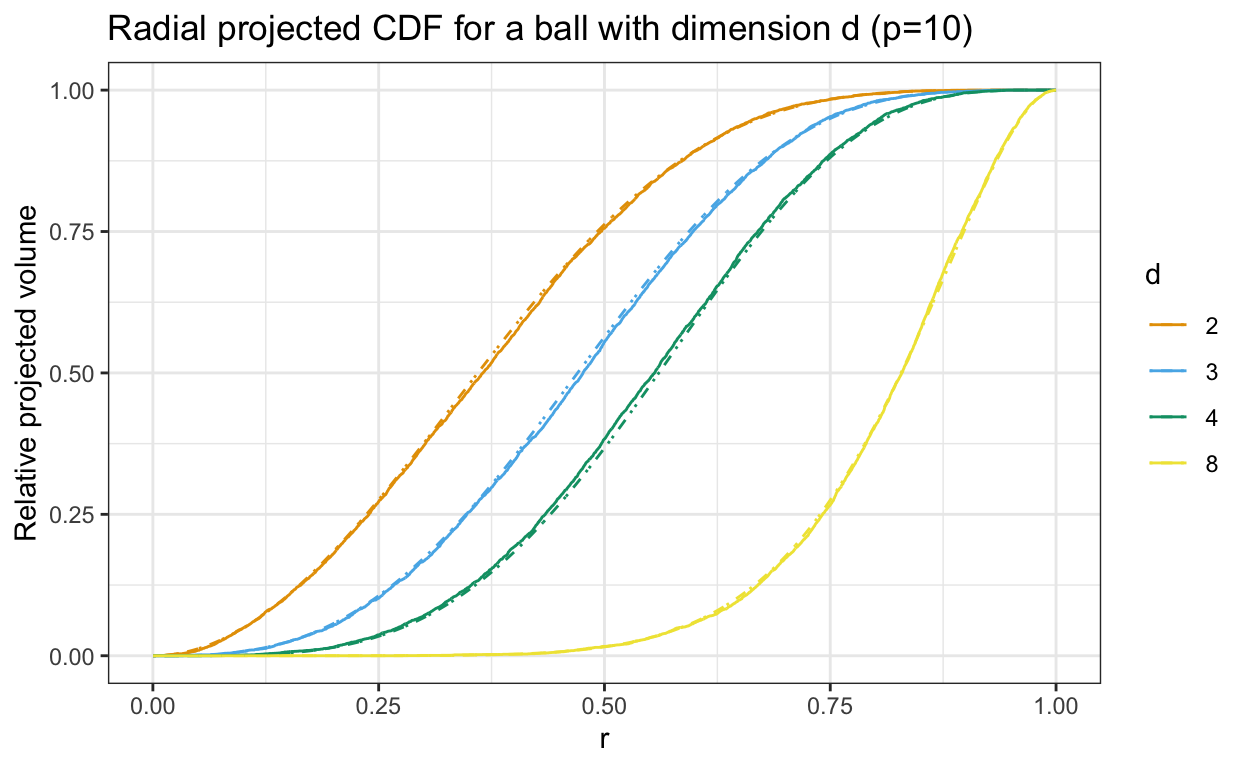 Radial projected CDF for a ball with dimension d (p=10)
Relative projected volume
1.00
0.75
0.50
0.25
0.00
0.00 0.25 0.50 0.75 1.00
r
d
2
3
4
8